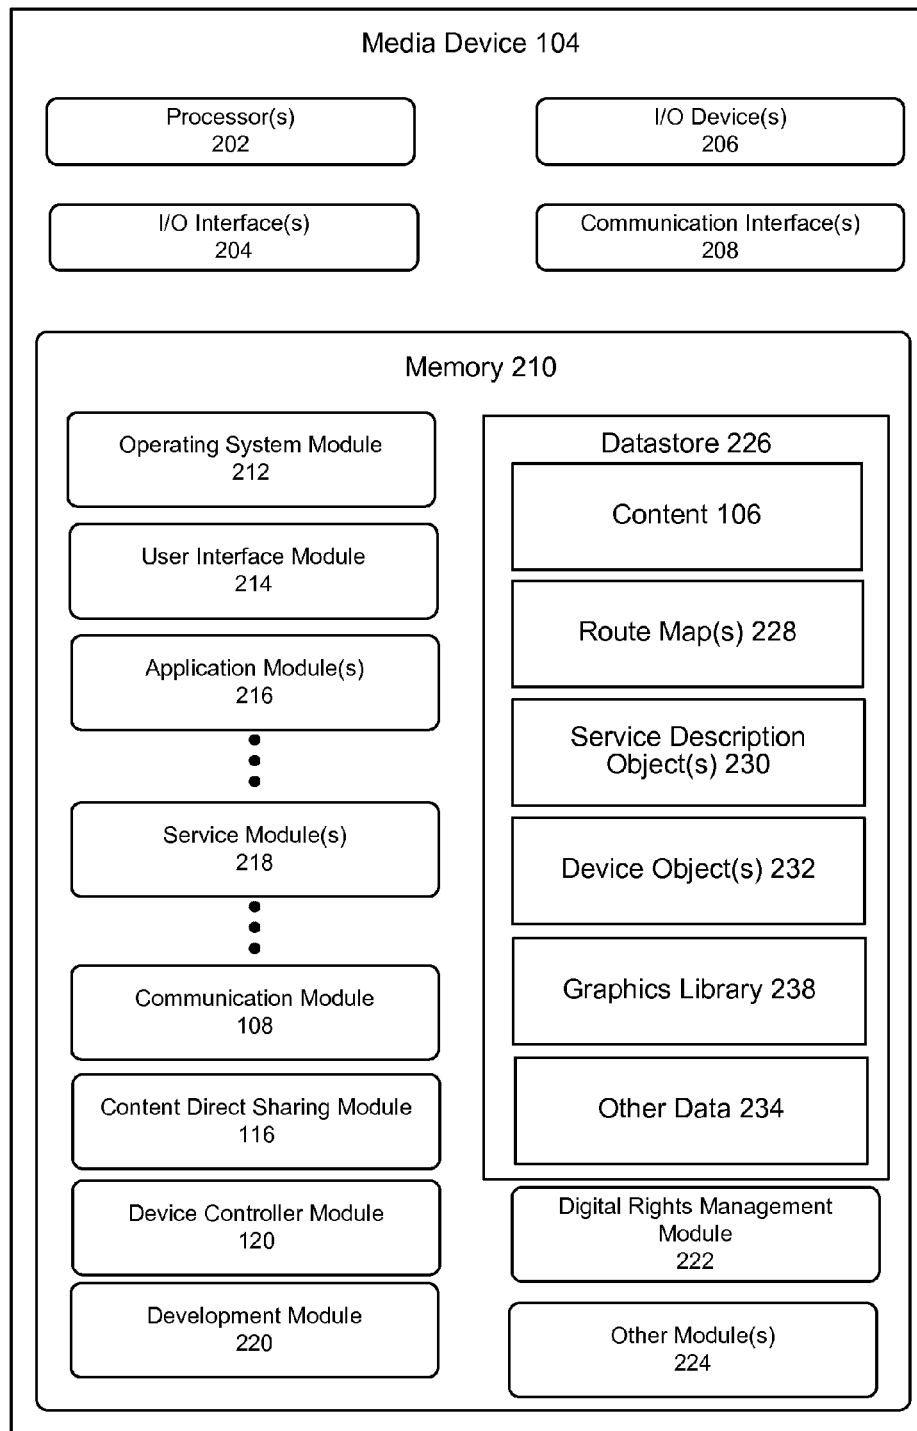 Media Device 104
Processor(s)
202
I/O Device(s)
206
I/O Interface(s)
204
Communication Interface(s)
208
Memory 210
Operating System Module
212
User Interface Module
214
Application Module(s)
216
Service Module(s)
218
Communication Module
108
Content Direct Sharing Module
116
Device Controller Module
120
Development Module
220
Datastore 226
Content 106
Route Map(s) 228
Service Description
Object(s) 230
Device Object(s) 232
Graphics Library 238
Other Data 234
Digital Rights Management
Module
222
Other Module(s)
224